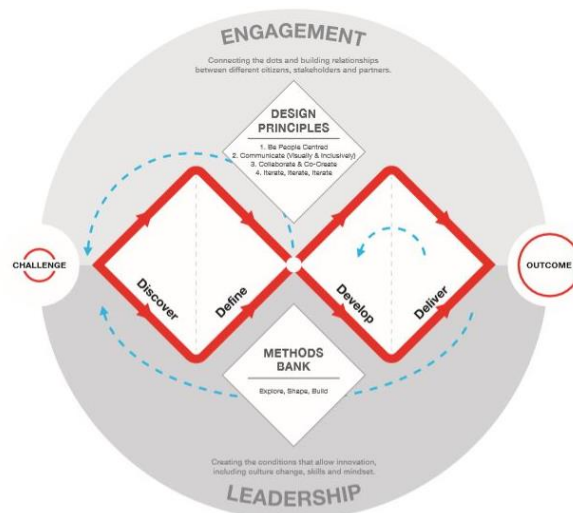 ENGAGEMENT
Connecting the dots and building relationships
between different citizens, stakeholders and partners.
DESIGN
PRINCIPLES
1. Be People Centred
2. Communicate (Visually & Inclusively)
3. Collaborate & Co-Create
4. Iterate, Iterate, Iterate
CHALLENGE
OUTCOME
Discover
Define
Develop
Deliver
METHODS
BANK
Explore, Shape, Build
Creating the conditions that allow innovation,
including culture change, skills and mindset.
LEADERSHIP